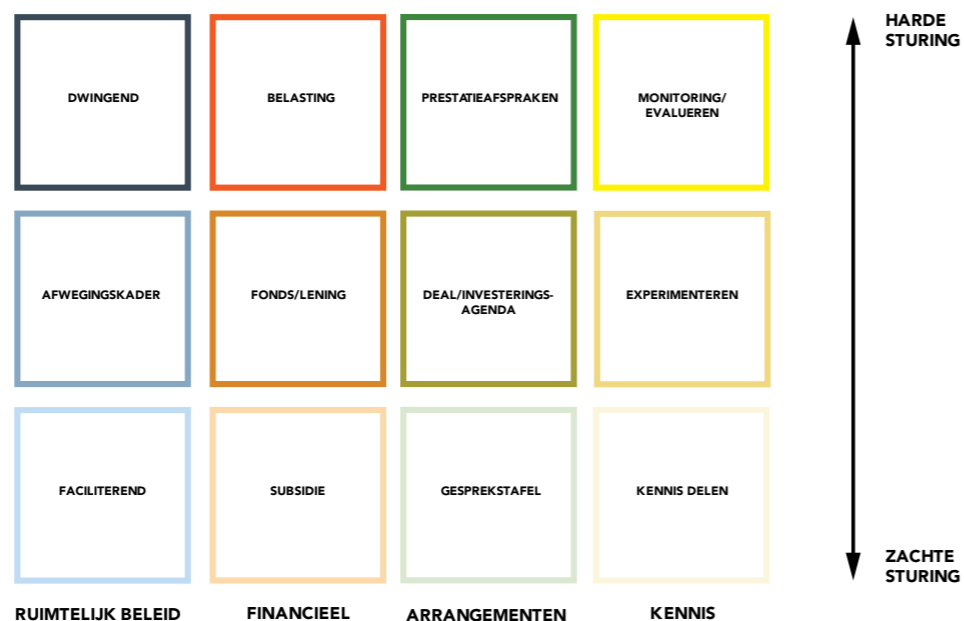 HARDE
STURING
DWINGEND
BELASTING
PRESTATIEAFSPRAKEN
MONITORING/
EVALUEREN
AFWEGINGSKADER
FONDS/LENING
DEAL/INVESTERINGS-
AGENDA
EXPERIMENTEREN
FACILITEREND
SUBSIDIE
GESPREKSTAFEL
KENNIS DELEN
ZACHTE
STURING
RUIMTELIJK BELEID
FINANCIEEL
ARRANGEMENTEN
KENNIS